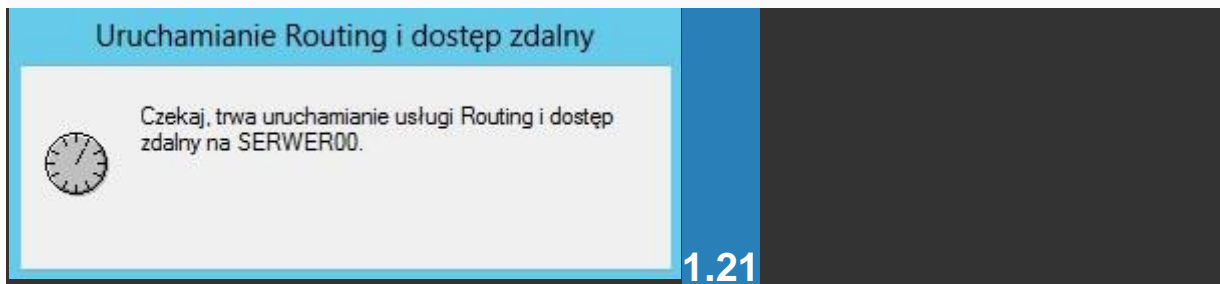 Uruchamianie Routing i dostęp zdalny
Czekaj, trwa uruchamianie usługi Routing i dostęp
zdalny na SERWER00.
1.21